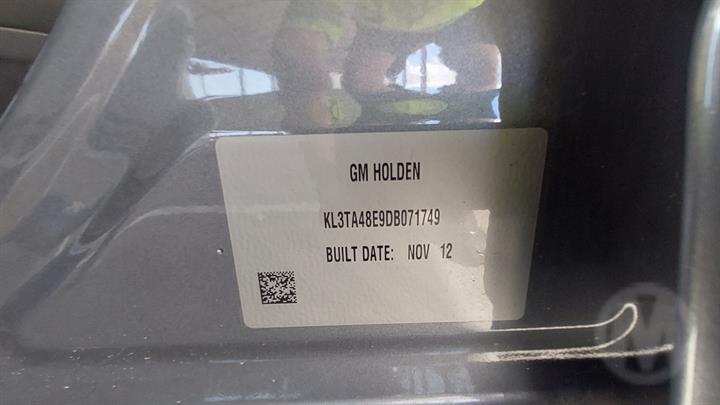 GM HOLDEN
KL3TA48E9DB071749
BUILT DATE: NOV 12
M